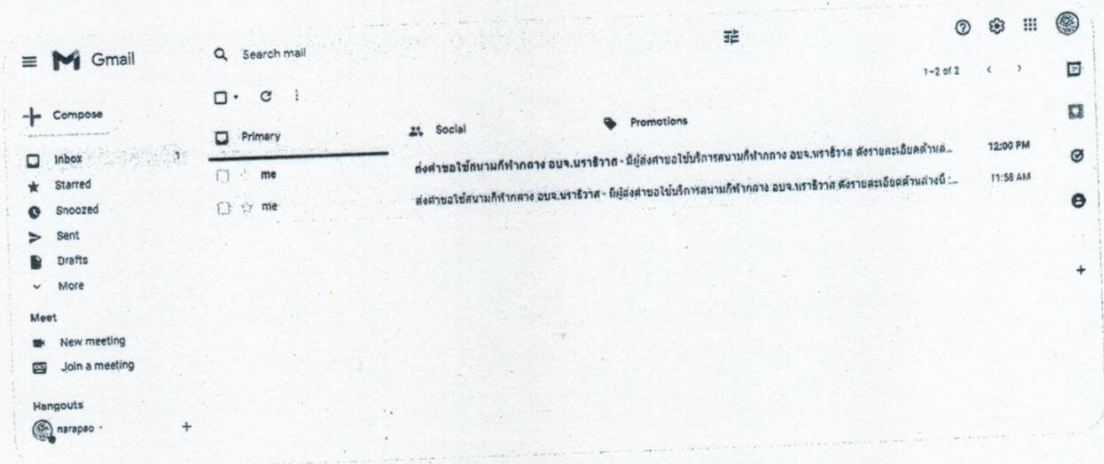 Gmail
Search mail
1-2 of 2
Compose
Primary
Social
Promotions
Inbox
1
Starred
Snoozed
Sent
Drafts
More
me
ส่งคำขอใช้สนามกีฬากลาง อบจ.นราธิวาส - มีผู้ส่งคำขอใช้บริการสนามกีฬากลาง อบจ.นราธิวาส ดังรายละเอียดด้านล...
12:00 PM
me
ส่งคำขอใช้สนามกีฬากลาง อบจ.นราธิวาส - มีผู้ส่งคำขอใช้บริการสนามกีฬากลาง อบจ.นราธิวาส ดังรายละเอียดด้านล่างนี้ :...
11:58 AM
Meet
New meeting
Join a meeting
Hangouts
narapao